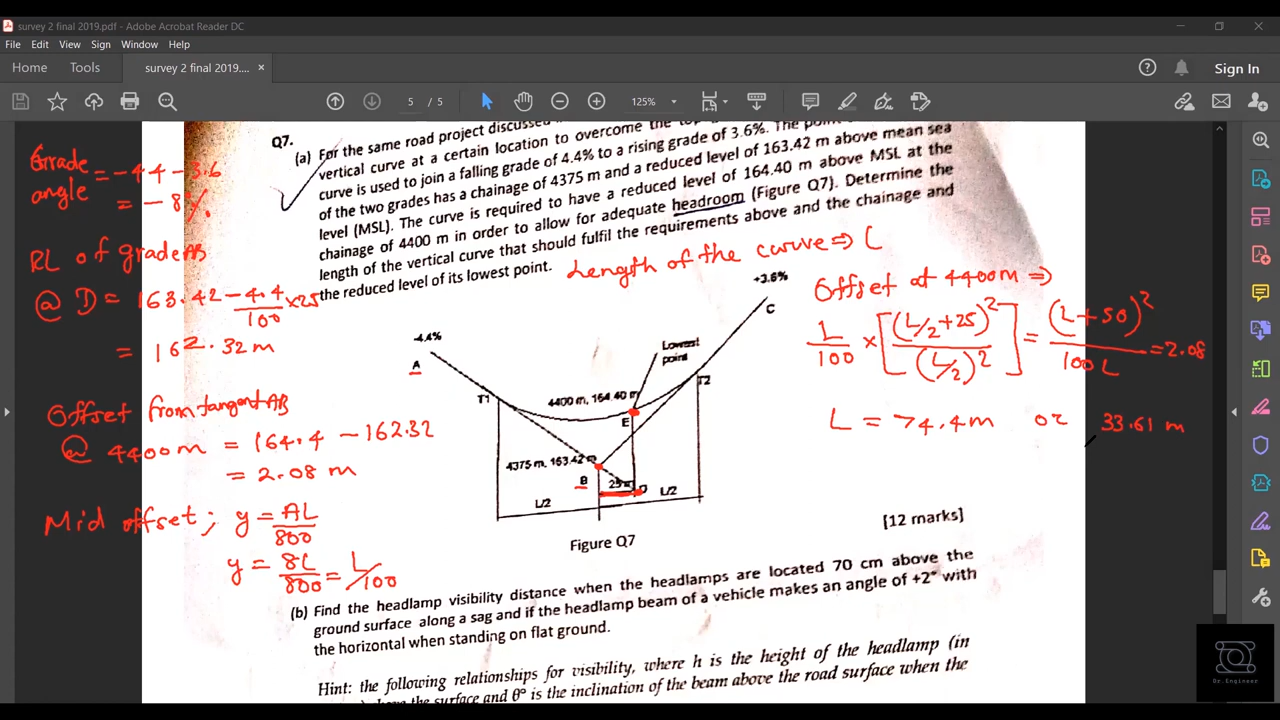 survey 2 final 2019.pdf - Adobe Acrobat Reader DC
File Edit View Sign Window Help
Home Tools survey 2 final 2019.... × Sign In
5 / 5 125%
Q7.
(a) For the same road project discussed
vertical curve at a certain location to overcome the
curve is used to join a falling grade of 4.4% to a rising grade of 3.6%. The
of the two grades has a chainage of 4375 m and a reduced level of 163.42 m above mean sea
level (MSL). The curve is required to have a reduced level of 164.40 m above MSL at the
chainage of 4400 m in order to allow for adequate headroom (Figure Q7). Determine the
length of the vertical curve that should fulfil the requirements above and the chainage and
the reduced level of its lowest point.
Length of the curve ⇒ L
Grade angle = -4.4 - 3.6
= -8%
RL of grade AB
@ D = 163.42 - 4.4/100 × 25
= 162.32 m
Offset from tangent AB
@ 4400 m = 164.4 - 162.32
= 2.08 m
Mid offset; y = AL/800
y = 8L/800 = L/100
-4.4%
A
T1
4400 m, 164.40 m
E
Lowest
point
+3.6%
C
T2
4375 m, 163.42 m
B
25 m
D
L/2
L/2
Figure Q7
Offset at 4400m ⇒
L/100 × [(L/2+25)²/(L/2)²] = (L+50)²/100L = 2.08
L = 74.4m or 33.61 m
[12 marks]
(b) Find the headlamp visibility distance when the headlamps are located 70 cm above the
ground surface along a sag and if the headlamp beam of a vehicle makes an angle of +2° with
the horizontal when standing on flat ground.
Hint: the following relationships for visibility, where h is the height of the headlamp (in
the surface and θ° is the inclination of the beam above the road surface when the
Dr.Engineer